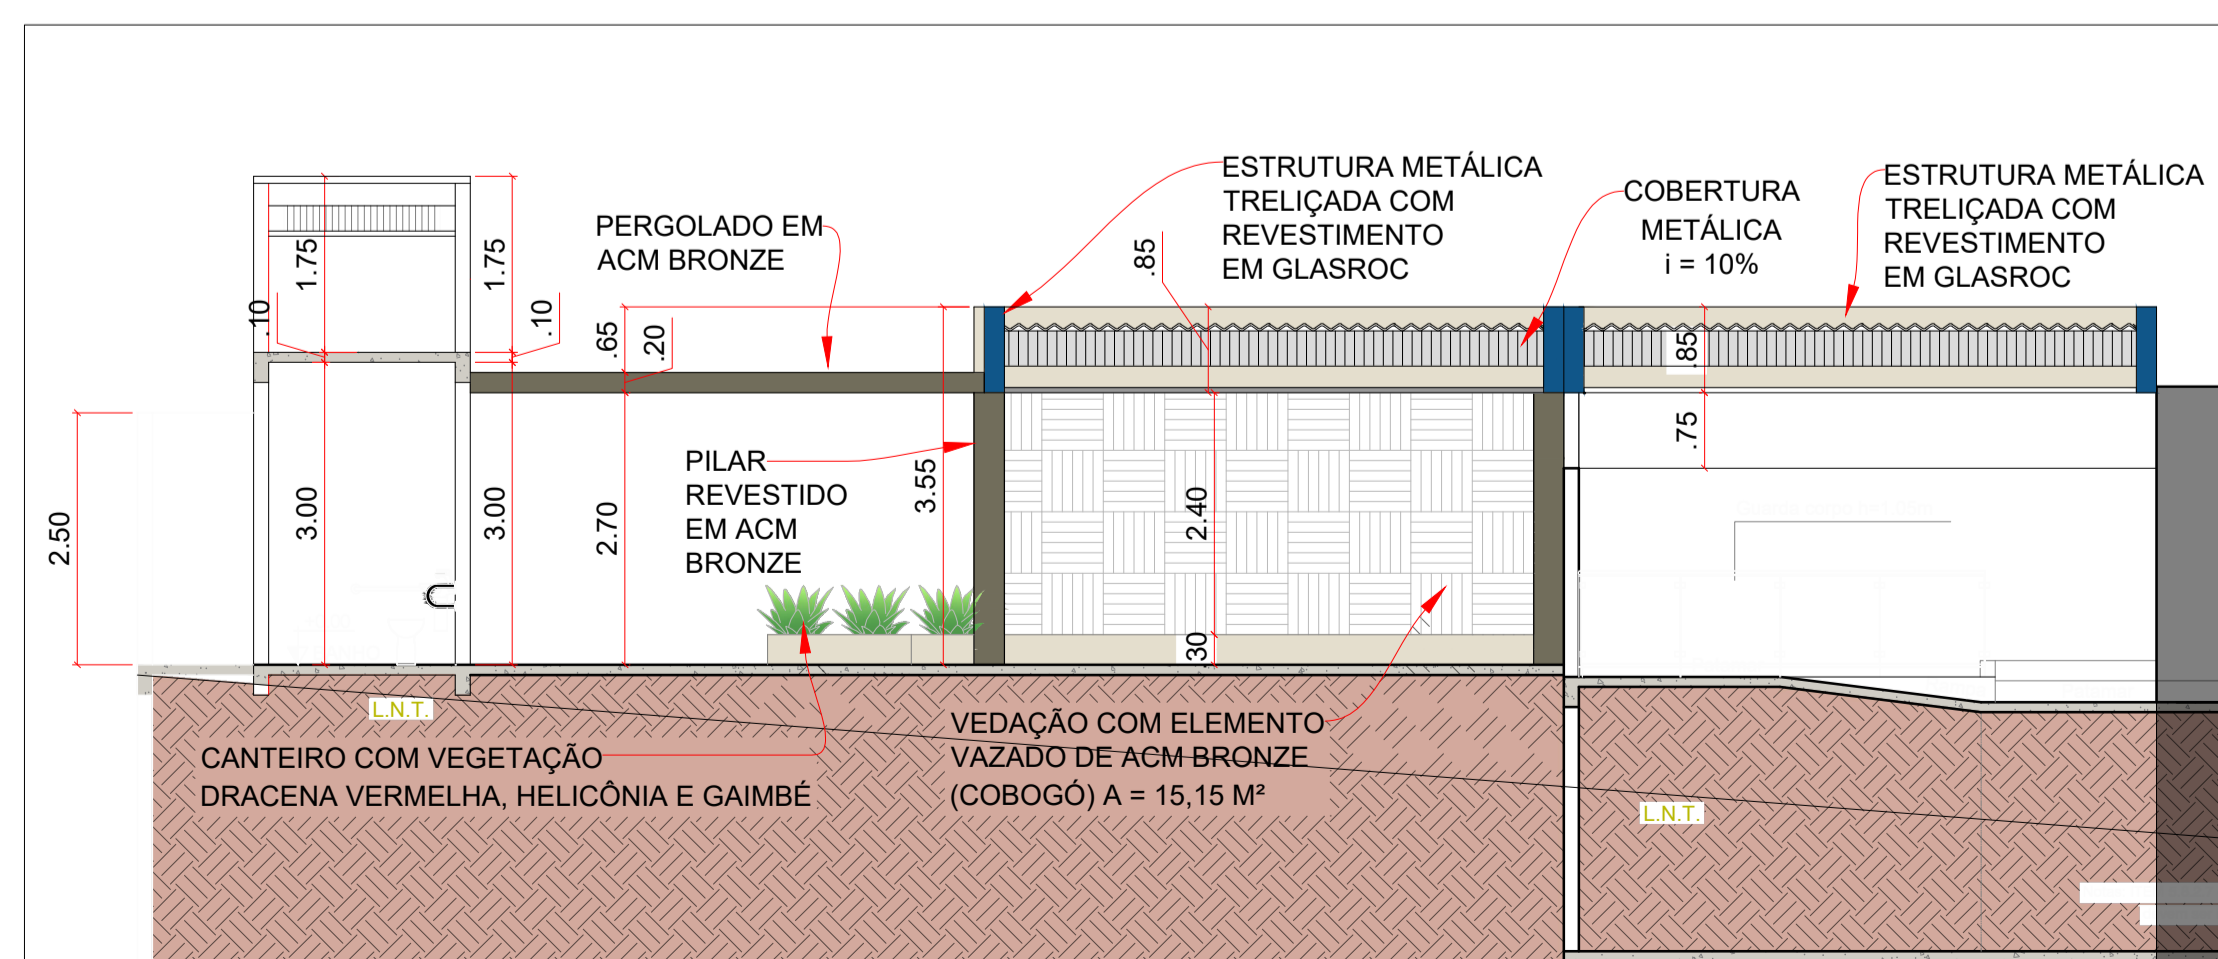 ESTRUTURA METÁLICA
TRELIÇADA COM
REVESTIMENTO
EM GLASROC
COBERTURA
METÁLICA
i = 10%
ESTRUTURA METÁLICA
TRELIÇADA COM
REVESTIMENTO
EM GLASROC
PERGOLADO EM
ACM BRONZE
1.75
1.75
.10
.10
.65
.20
.85
.85
.75
PILAR
REVESTIDO
EM ACM
BRONZE
2.50
3.00
3.00
2.70
3.55
2.40
.30
L.N.T.
CANTEIRO COM VEGETAÇÃO
DRACENA VERMELHA, HELICÔNIA E GAIMBÉ
VEDAÇÃO COM ELEMENTO
VAZADO DE ACM BRONZE
(COBOGÓ) A = 15,15 M²
L.N.T.